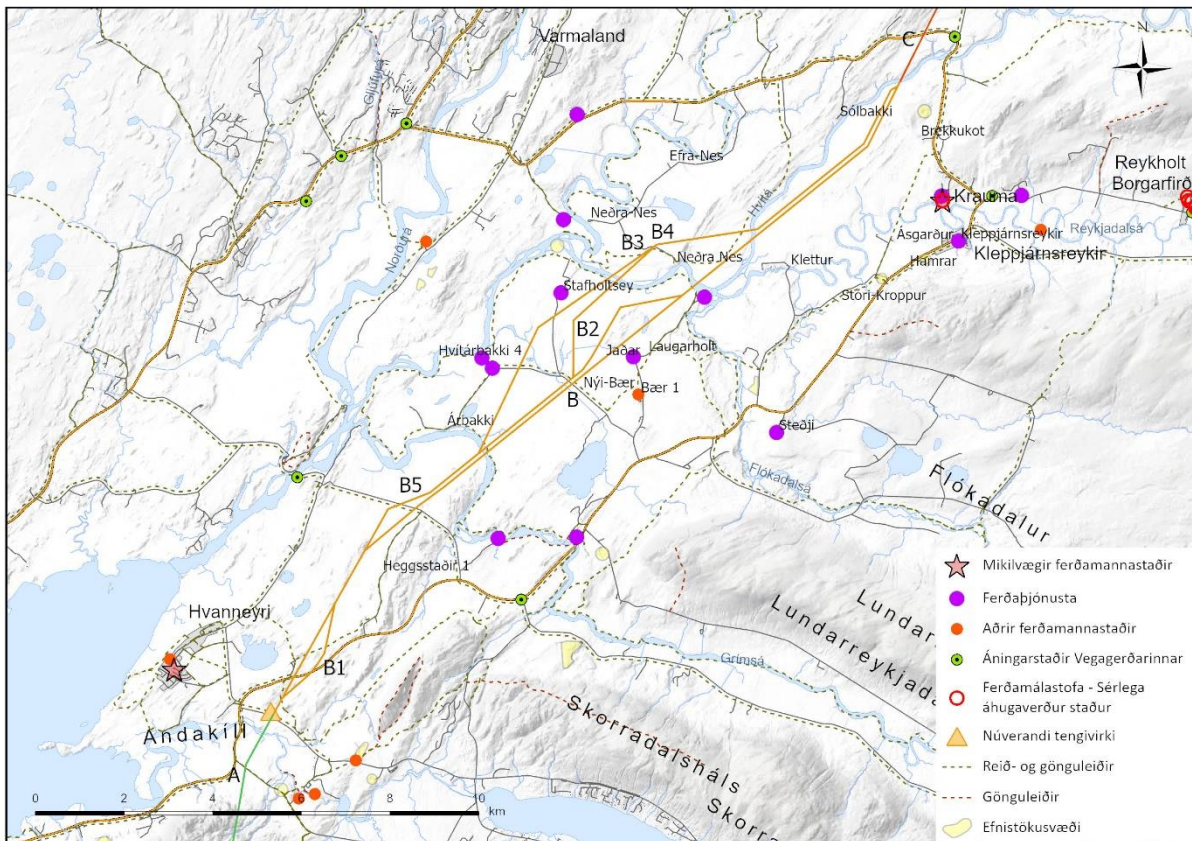 Varmaland
C
N
Gljúfurá
Sólbakki
Brekkukot
Efra-Nes
Reykholt
Borgarfirð
Hvítá
Krauma
Neðra-Nes
B4
Norðurá
B3
Ásgarður
Kleppjárnsreykir
Reykjadalsá
Neðra Nes
Klettur
Hamrar
Kleppjárnsreykir
Stafholtsey
Stóri-Kroppur
B2
Hvítárbakki 4
Jaðar
Laugarholt
Nýi-Bær
Bær 1
B
Árbakki
Steðji
Flókadalsá
B5
Flókadalur
Heggsstaðir 1
Hvanneyri
Lundar
Lundarreykjada
B1
Grímsá
Andakíll
Skorradalsháls
A
Skorra
0 2 4 6 8 10
km
Mikilvægir ferðamannastaðir
Ferðaþjónusta
Aðrir ferðamannastaðir
Áningarstaðir Vegagerðarinnar
Ferðamálastofa - Sérlega
áhugaverður staður
Núverandi tengivirki
Reið- og gönguleiðir
Gönguleiðir
Efnistökusvæði